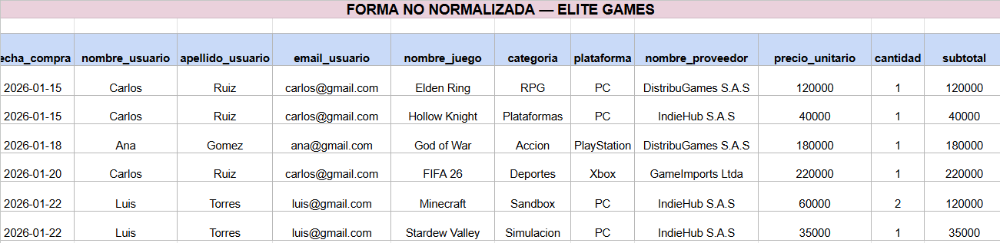 FORMA NO NORMALIZADA — ELITE GAMES
echa_compra nombre_usuario apellido_usuario email_usuario nombre_juego categoria plataforma nombre_proveedor precio_unitario cantidad subtotal
2026-01-15 Carlos Ruiz carlos@gmail.com Elden Ring RPG PC DistribuGames S.A.S 120000 1 120000
2026-01-15 Carlos Ruiz carlos@gmail.com Hollow Knight Plataformas PC IndieHub S.A.S 40000 1 40000
2026-01-18 Ana Gomez ana@gmail.com God of War Accion PlayStation DistribuGames S.A.S 180000 1 180000
2026-01-20 Carlos Ruiz carlos@gmail.com FIFA 26 Deportes Xbox GameImports Ltda 220000 1 220000
2026-01-22 Luis Torres luis@gmail.com Minecraft Sandbox PC IndieHub S.A.S 60000 2 120000
2026-01-22 Luis Torres luis@gmail.com Stardew Valley Simulacion PC IndieHub S.A.S 35000 1 35000